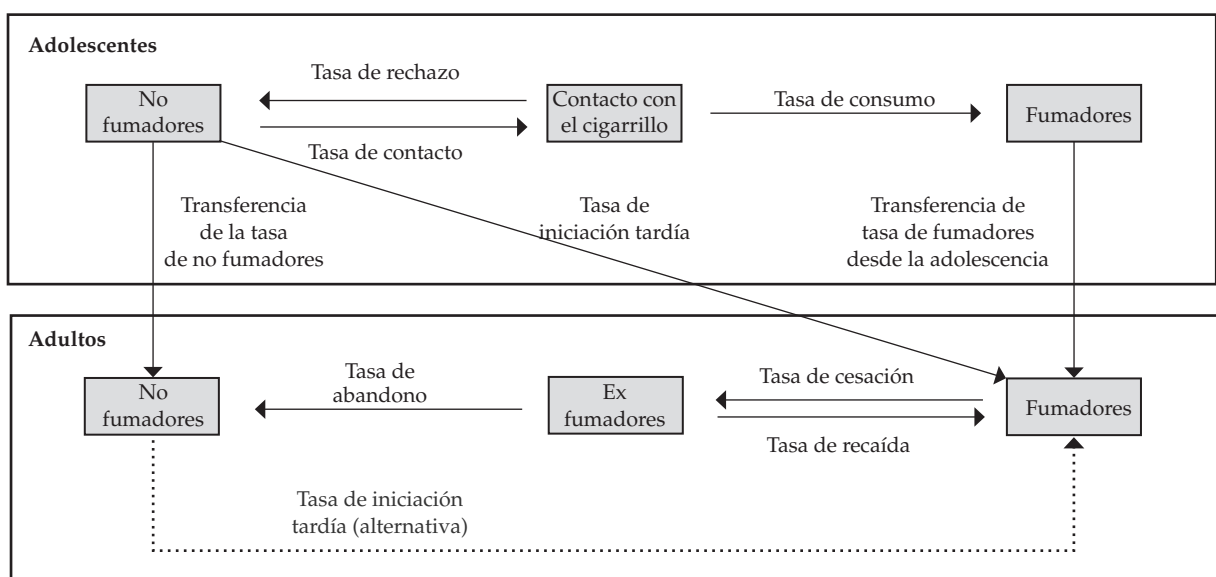 Adolescentes
Tasa de rechazo
No
fumadores
Contacto con
el cigarrillo
Tasa de consumo
Fumadores
Tasa de contacto
Transferencia
de la tasa
de no fumadores
Tasa de
iniciación tardía
Transferencia de
tasa de fumadores
desde la adolescencia
Adultos
No
fumadores
Tasa de
abandono
Ex
fumadores
Tasa de cesación
Tasa de recaída
Fumadores
Tasa de iniciación
tardía (alternativa)